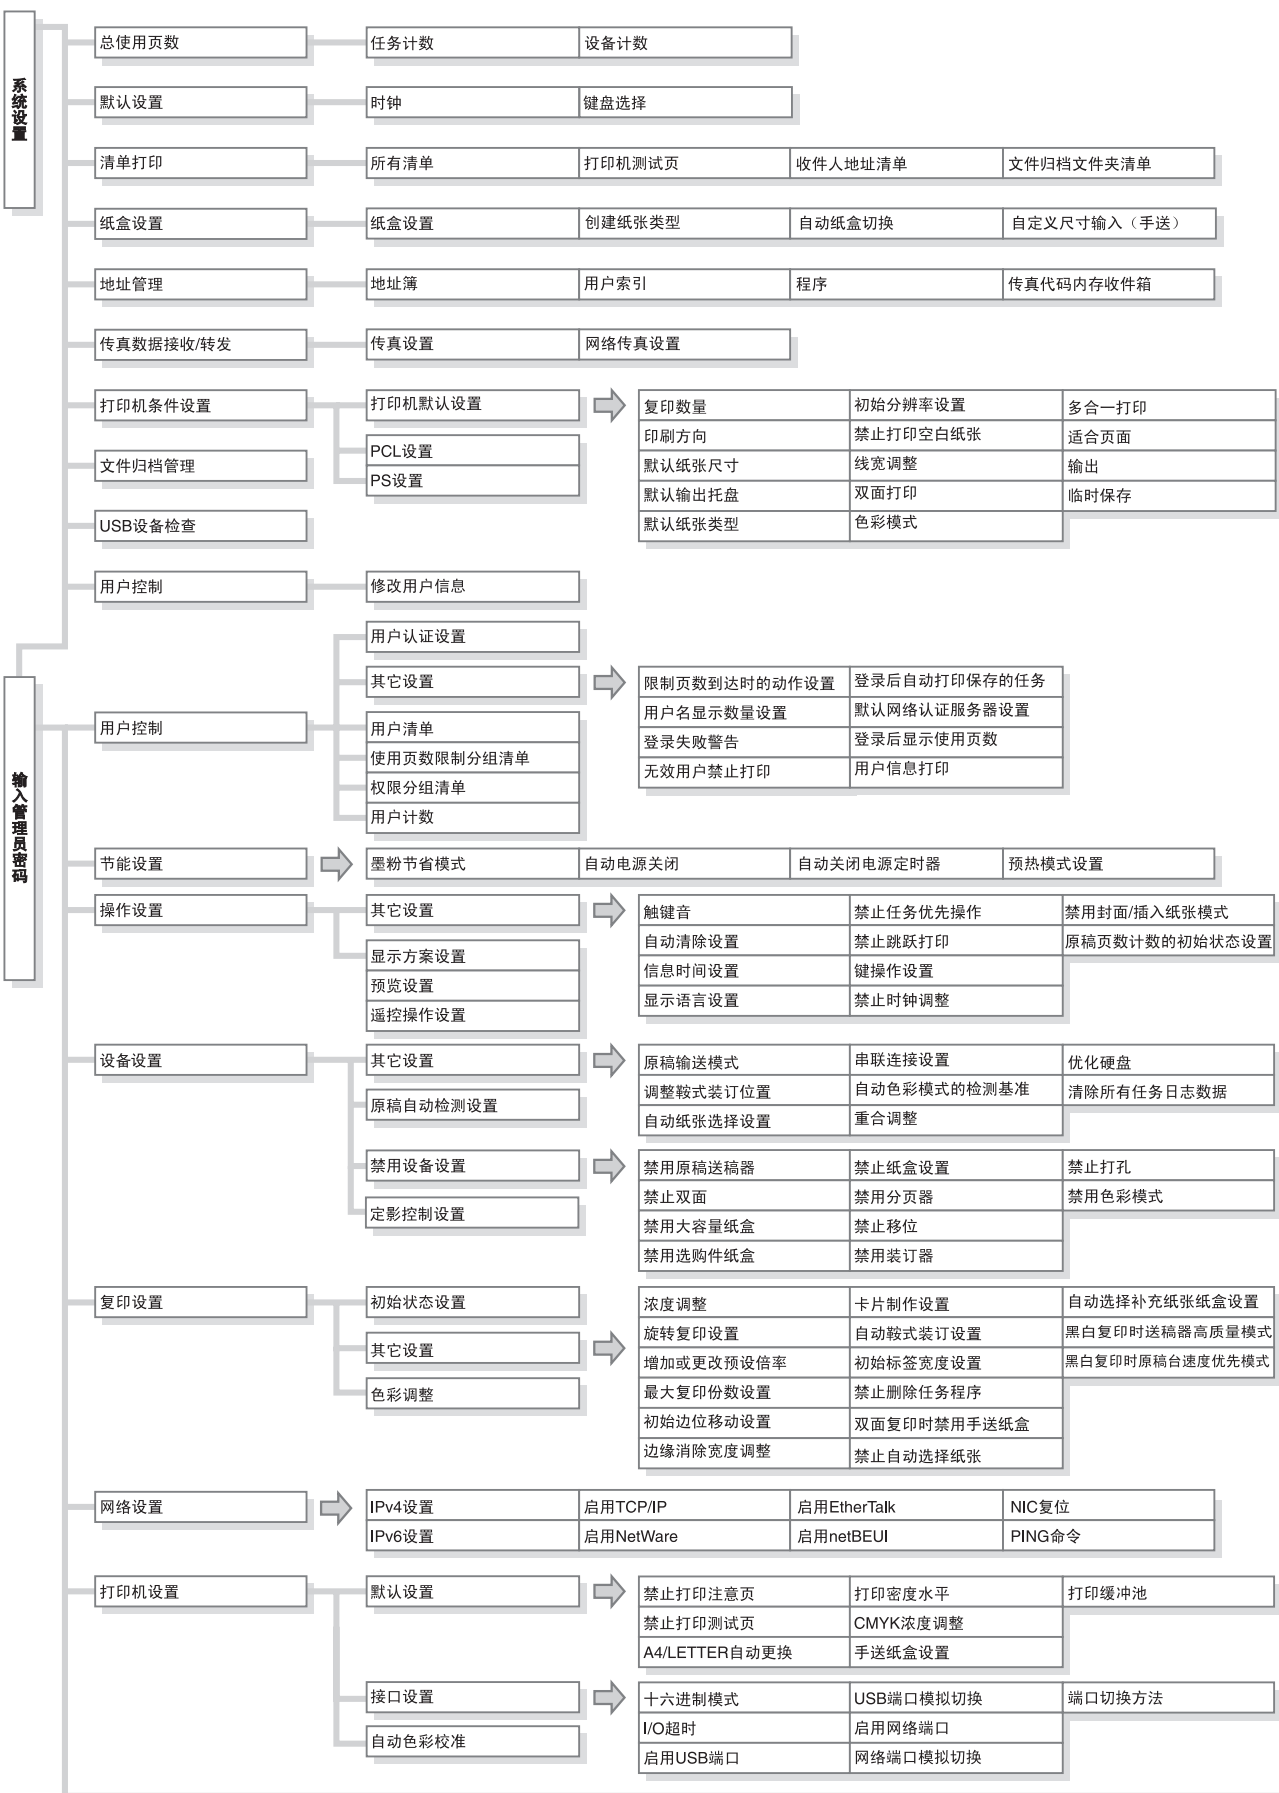 系统设置
总使用页数
任务计数
设备计数
默认设置
时钟
键盘选择
清单打印
所有清单
打印机测试页
收件人地址清单
文件归档文件夹清单
纸盒设置
纸盒设置
创建纸张类型
自动纸盒切换
自定义尺寸输入（手送）
地址管理
地址簿
用户索引
程序
传真代码内存收件箱
传真数据接收/转发
传真设置
网络传真设置
打印机条件设置
打印机默认设置
PCL设置
PS设置
复印数量
初始分辨率设置
多合一打印
印刷方向
禁止打印空白纸张
适合页面
默认纸张尺寸
线宽调整
输出
默认输出托盘
双面打印
临时保存
默认纸张类型
色彩模式
文件归档管理
USB设备检查
用户控制
修改用户信息
输入管理员密码
用户控制
用户认证设置
其它设置
限制页数到达时的动作设置
登录后自动打印保存的任务
用户名显示数量设置
默认网络认证服务器设置
登录失败警告
登录后显示使用页数
无效用户禁止打印
用户信息打印
用户清单
使用页数限制分组清单
权限分组清单
用户计数
节能设置
墨粉节省模式
自动电源关闭
自动关闭电源定时器
预热模式设置
操作设置
其它设置
触键音
禁止任务优先操作
禁用封面/插入纸张模式
自动清除设置
禁止跳跃打印
原稿页数计数的初始状态设置
信息时间设置
键操作设置
显示语言设置
禁止时钟调整
显示方案设置
预览设置
遥控操作设置
设备设置
其它设置
原稿输送模式
串联连接设置
优化硬盘
调整鞍式装订位置
自动色彩模式的检测基准
清除所有任务日志数据
自动纸张选择设置
重合调整
原稿自动检测设置
禁用设备设置
禁用原稿送稿器
禁止纸盒设置
禁止打孔
禁止双面
禁用分页器
禁用色彩模式
禁用大容量纸盒
禁止移位
禁用选购件纸盒
禁用装订器
定影控制设置
复印设置
初始状态设置
其它设置
浓度调整
卡片制作设置
自动选择补充纸张纸盒设置
旋转复印设置
自动鞍式装订设置
黑白复印时送稿器高质量模式
增加或更改预设倍率
初始标签宽度设置
黑白复印时原稿台速度优先模式
最大复印份数设置
禁止删除任务程序
初始边位移动设置
双面复印时禁用手送纸盒
边缘消除宽度调整
禁止自动选择纸张
色彩调整
网络设置
IPv4设置
启用TCP/IP
启用EtherTalk
NIC复位
IPv6设置
启用NetWare
启用netBEUI
PING命令
打印机设置
默认设置
禁止打印注意页
打印密度水平
打印缓冲池
禁止打印测试页
CMYK浓度调整
A4/LETTER自动更换
手送纸盒设置
接口设置
十六进制模式
USB端口模拟切换
端口切换方法
I/O超时
启用网络端口
启用USB端口
网络端口模拟切换
自动色彩校准